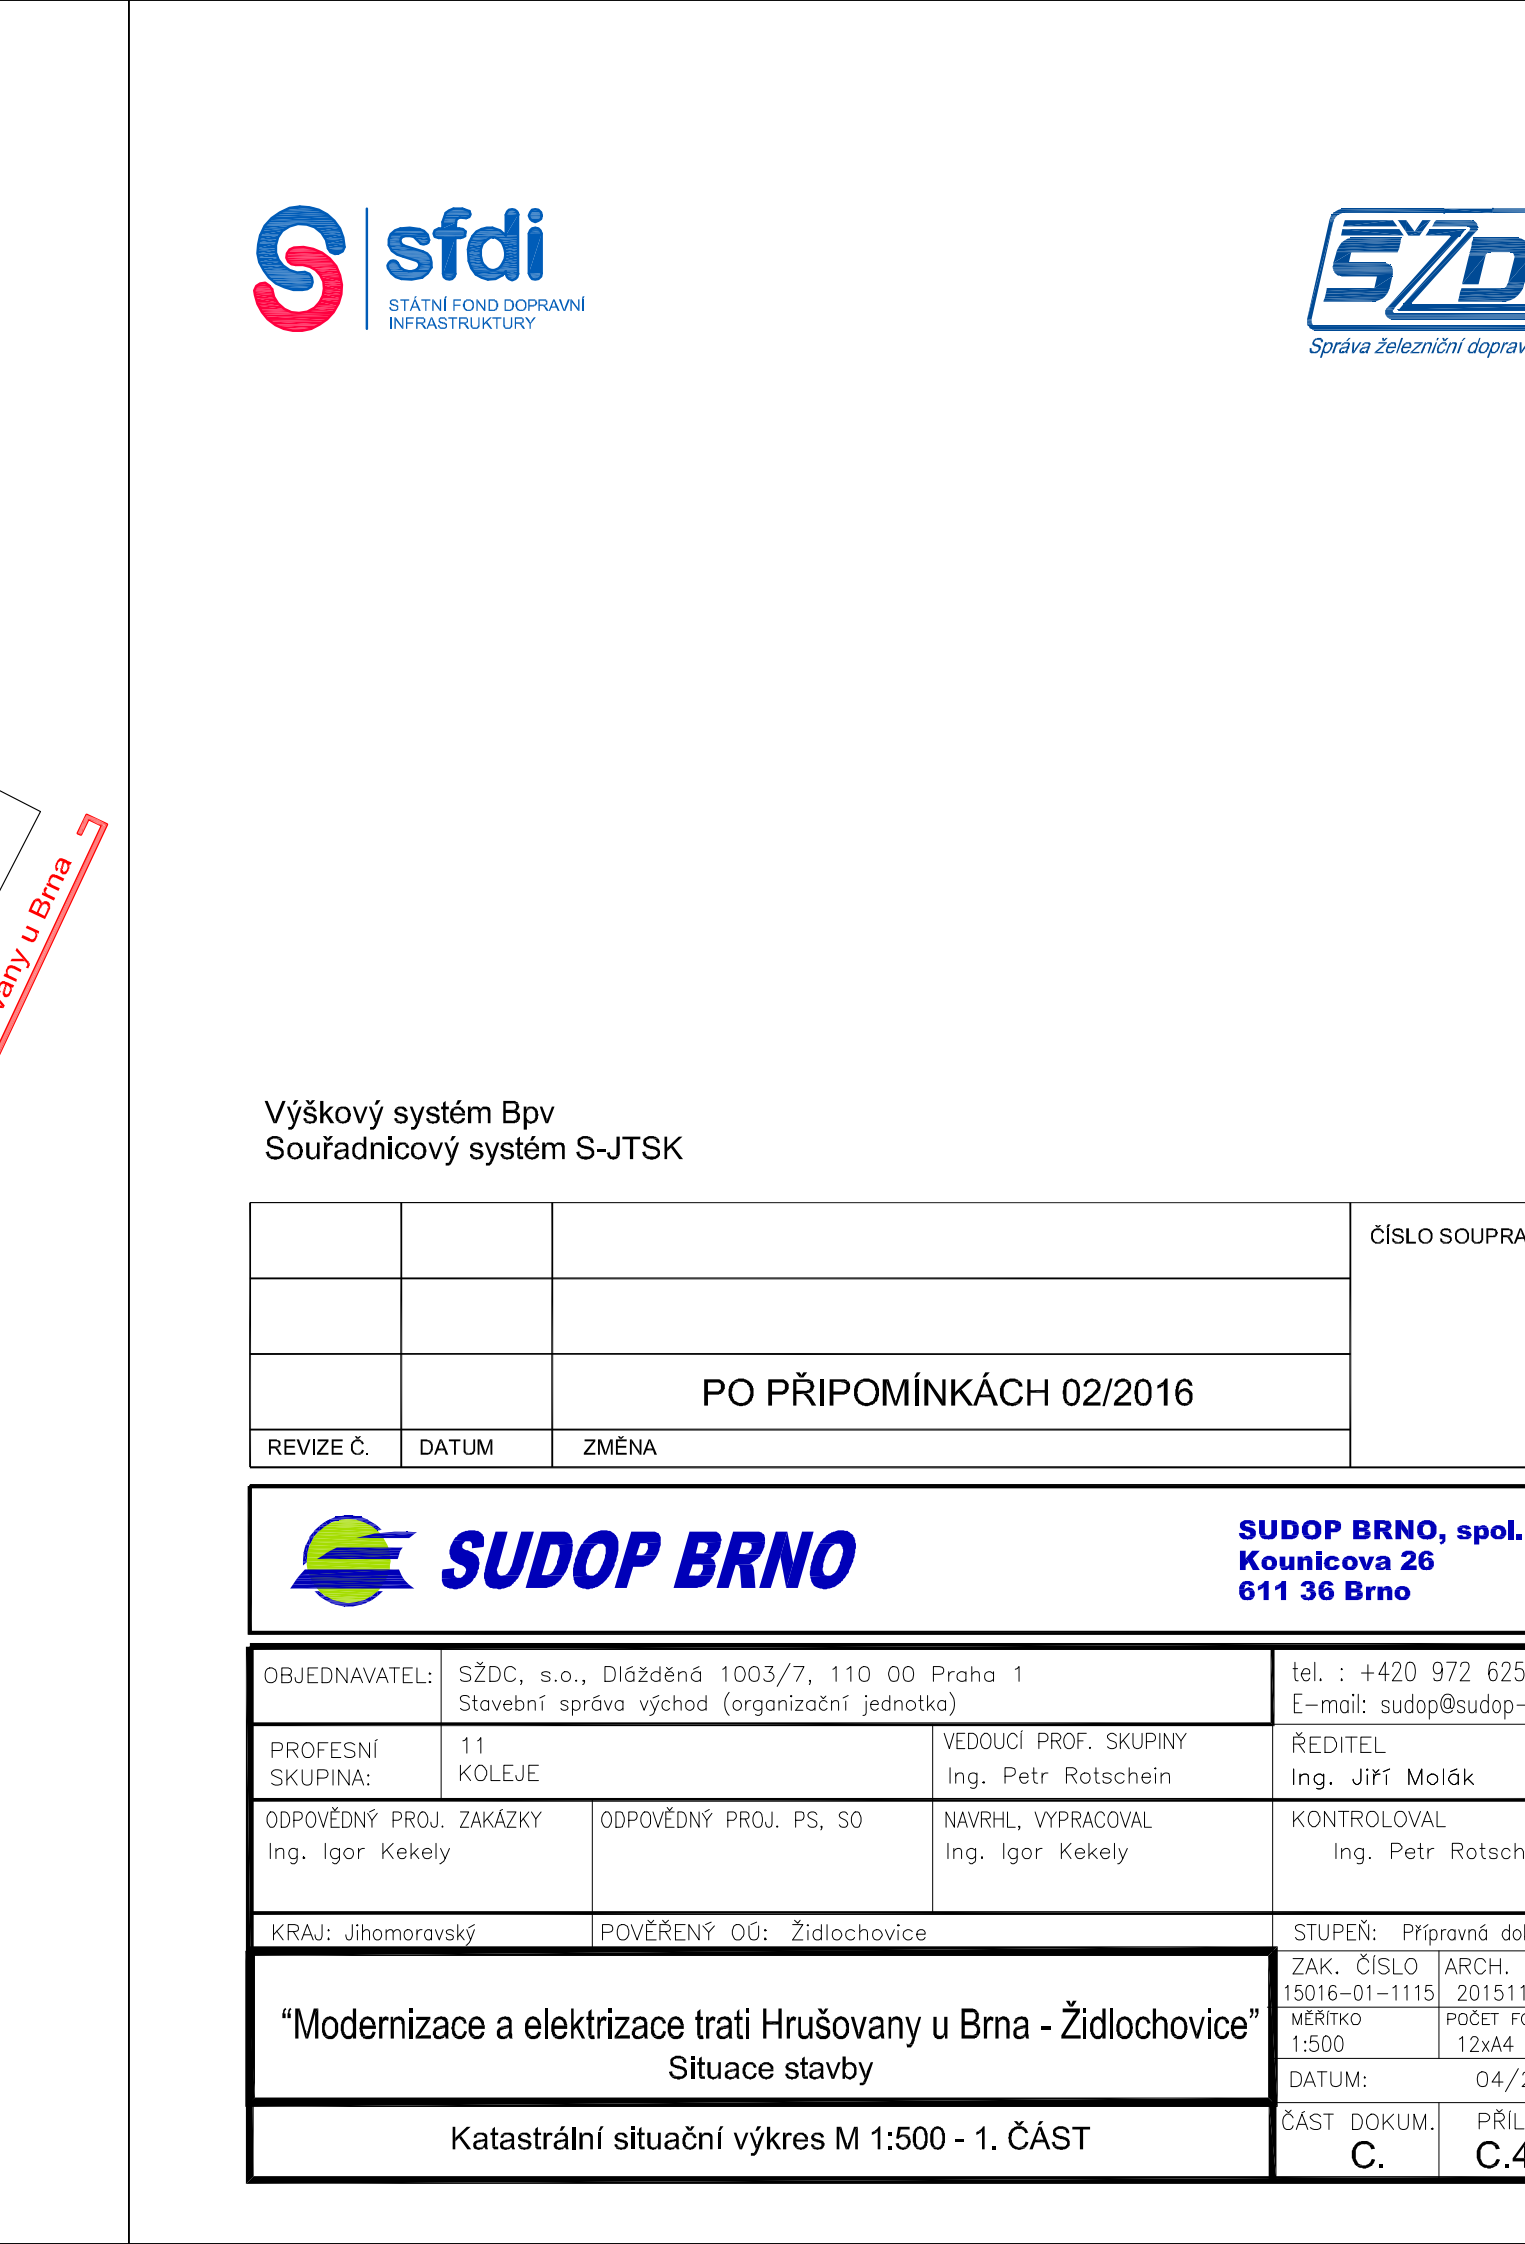 sfdi
STÁTNÍ FOND DOPRAVNÍ
INFRASTRUKTURY
SŽD
Správa železniční doprav
vany u Brna
Výškový systém Bpv
Souřadnicový systém S-JTSK
ČÍSLO SOUPRA
PO PŘIPOMÍNKÁCH 02/2016
REVIZE Č. DATUM ZMĚNA
SUDOP BRNO
SUDOP BRNO, spol.
Kounicova 26
611 36 Brno
OBJEDNAVATEL: SŽDC, s.o., Dlážděná 1003/7, 110 00 Praha 1
Stavební správa východ (organizační jednotka)
tel. : +420 972 625
E-mail: sudop@sudop-
PROFESNÍ
SKUPINA:
11
KOLEJE
VEDOUCÍ PROF. SKUPINY
Ing. Petr Rotschein
ŘEDITEL
Ing. Jiří Molák
ODPOVĚDNÝ PROJ. ZAKÁZKY
Ing. Igor Kekely
ODPOVĚDNÝ PROJ. PS, SO
NAVRHL, VYPRACOVAL
Ing. Igor Kekely
KONTROLOVAL
Ing. Petr Rotsch
KRAJ: Jihomoravský
POVĚŘENÝ OÚ: Židlochovice
STUPEŇ: Přípravná do
“Modernizace a elektrizace trati Hrušovany u Brna - Židlochovice”
Situace stavby
ZAK. ČÍSLO
15016-01-1115
ARCH.
201511
MĚŘÍTKO
1:500
POČET FO
12xA4
DATUM: 04/2
Katastrální situační výkres M 1:500 - 1. ČÁST
ČÁST DOKUM.
C.
PŘÍL
C.4